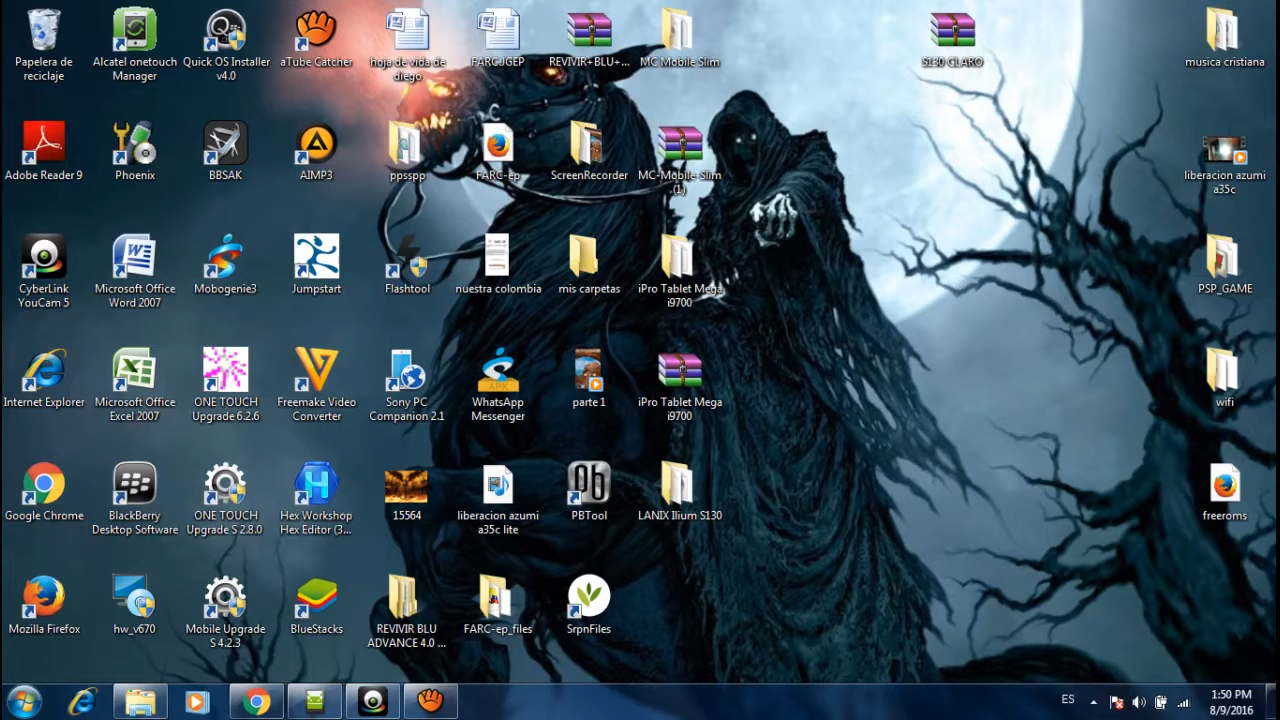 Papelera de
reciclaje
Alcatel onetouch
Manager
Quick OS Installer
v4.0
aTube Catcher
hoja de vida de
diego
FARCJGEP
REVIVIR+BLU+...
MC Mobile Slim
S130 CLARO
musica cristiana
Adobe Reader 9
Phoenix
BBSAK
AIMP3
ppsspp
FARC-ep
ScreenRecorder
MC-Mobile-Slim
(1)
liberacion azumi
a35c
CyberLink
YouCam 5
Microsoft Office
Word 2007
Mobogenie3
Jumpstart
Flashtool
nuestra colombia
mis carpetas
iPro Tablet Mega
i9700
PSP_GAME
Internet Explorer
Microsoft Office
Excel 2007
ONE TOUCH
Upgrade 6.2.6
Freemake Video
Converter
Sony PC
Companion 2.1
APK
WhatsApp
Messenger
parte 1
iPro Tablet Mega
i9700
wifi
Google Chrome
BlackBerry
Desktop Software
ONE TOUCH
Upgrade S 2.8.0
Hex Workshop
Hex Editor (3...
15564
liberacion azumi
a35c lite
PBTool
LANIX Ilium S130
freeroms
Mozilla Firefox
hw_v670
Mobile Upgrade
S 4.2.3
BlueStacks
REVIVIR BLU
ADVANCE 4.0 ...
FARC-ep_files
SrpnFiles
ES
1:50 PM
8/9/2016